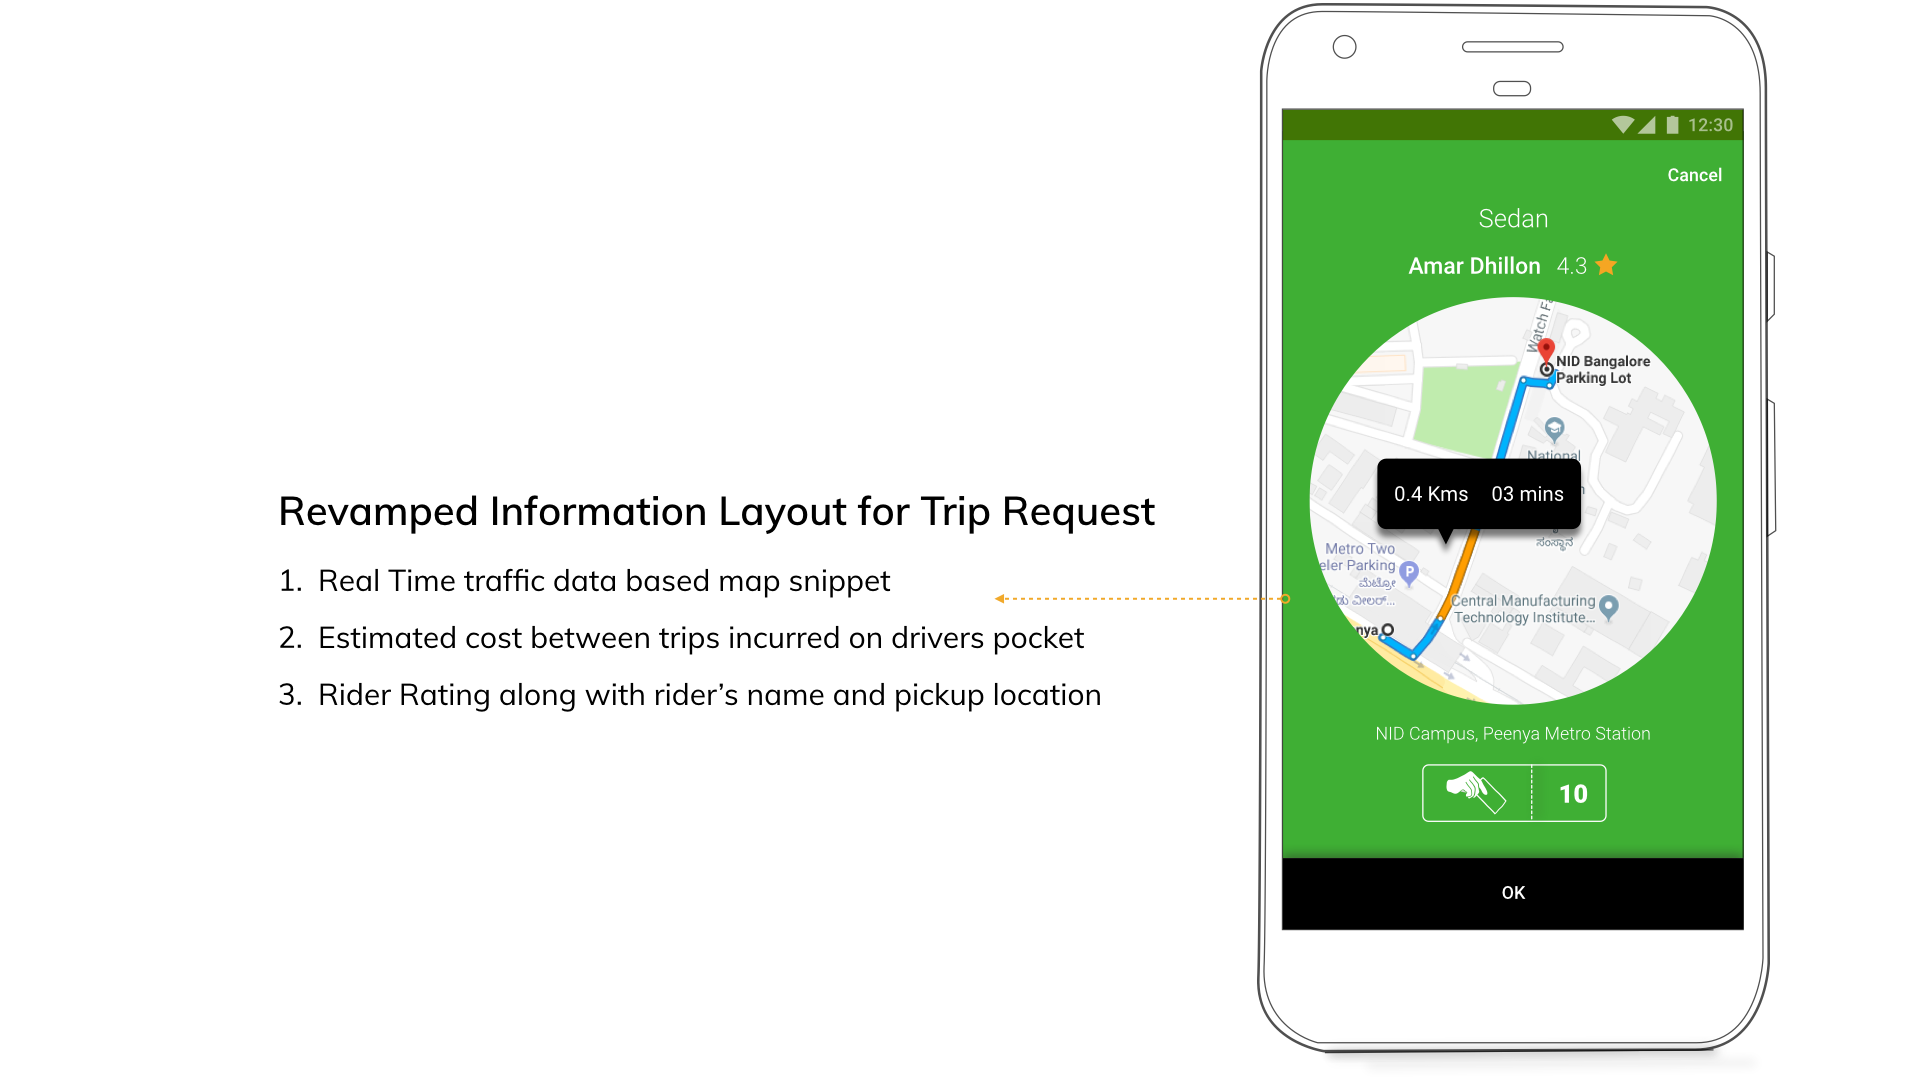 Revamped Information Layout for Trip Request
1. Real Time traffic data based map snippet
2. Estimated cost between trips incurred on drivers pocket
3. Rider Rating along with rider’s name and pickup location
12:30
Cancel
Sedan
Amar Dhillon 4.3
Watch
NID Bangalore
Parking Lot
National
0.4 Kms 03 mins
ಸಂಸ್ಥಾನ
Metro Two
eler Parking
P
ಮೆಟ್ರೋ
ವೀಲರ್...
Central Manufacturing
Technology Institute...
nya
NID Campus, Peenya Metro Station
10
OK